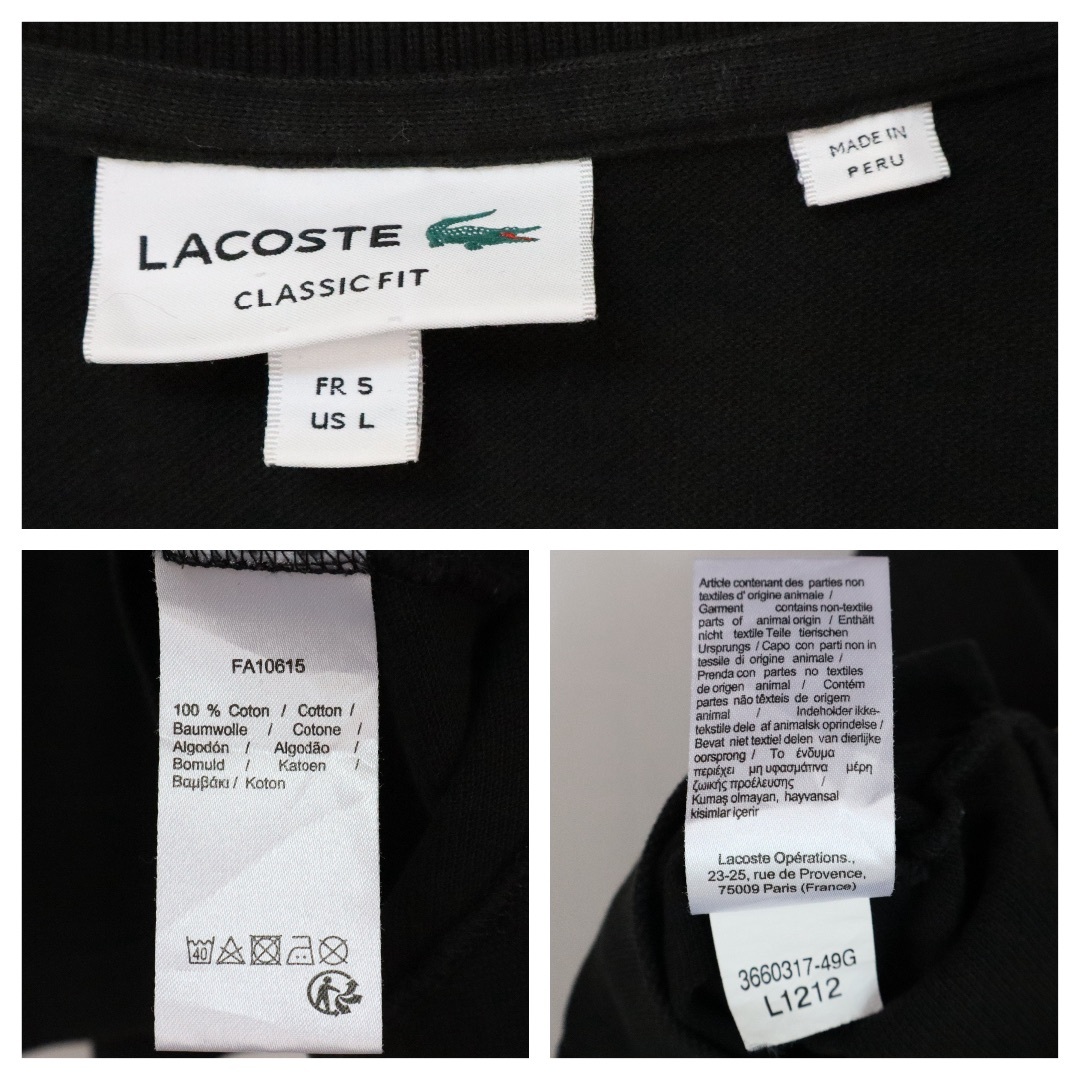 LACOSTE
CLASSIC FIT
FR 5
US L
MADE IN
PERU
FA10615
100 % Coton / Cotton /
Baumwolle / Cotone /
Algodón / Algodão /
Bomuld / Katoen /
Βαμβάκι / Koton
40
Article contenant des parties non
textiles d' origine animale /
Garment contains non-textile
parts of animal origin / Enthält
nicht textile Teile tierischen
Ursprungs / Capo con parti non in
tessile di origine animale /
Prenda con partes no textiles
de origen animal / Contém
partes não têxteis de origem
animal / Indeholder ikke-
tekstile dele af animalsk oprindelse /
Bevat niet textiel delen van dierlijke
oorsprong / Το ένδυμα
περιέχει μη υφασμάτινα μέρη
ζωικής προέλευσης /
Kumaş olmayan, hayvansal
kisimlar içerir
Lacoste Opérations.,
23-25, rue de Provence,
75009 Paris (France)
3660317-49G
L1212